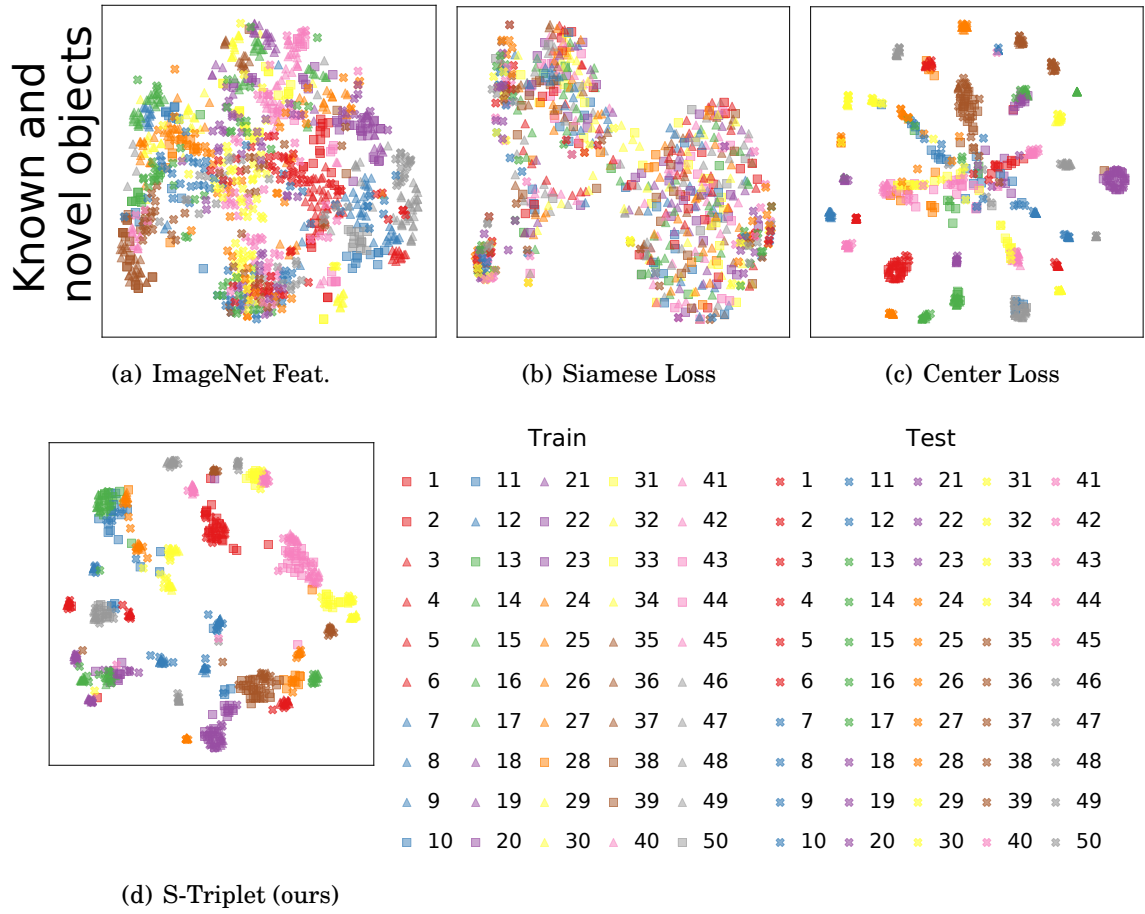 Known and
novel objects
(a) ImageNet Feat.
(b) Siamese Loss
(c) Center Loss
Train
Test
1 11 21 31 41 1 11 21 31 41
2 12 22 32 42 2 12 22 32 42
3 13 23 33 43 3 13 23 33 43
4 14 24 34 44 4 14 24 34 44
5 15 25 35 45 5 15 25 35 45
6 16 26 36 46 6 16 26 36 46
7 17 27 37 47 7 17 27 37 47
8 18 28 38 48 8 18 28 38 48
9 19 29 39 49 9 19 29 39 49
10 20 30 40 50 10 20 30 40 50
(d) S-Triplet (ours)